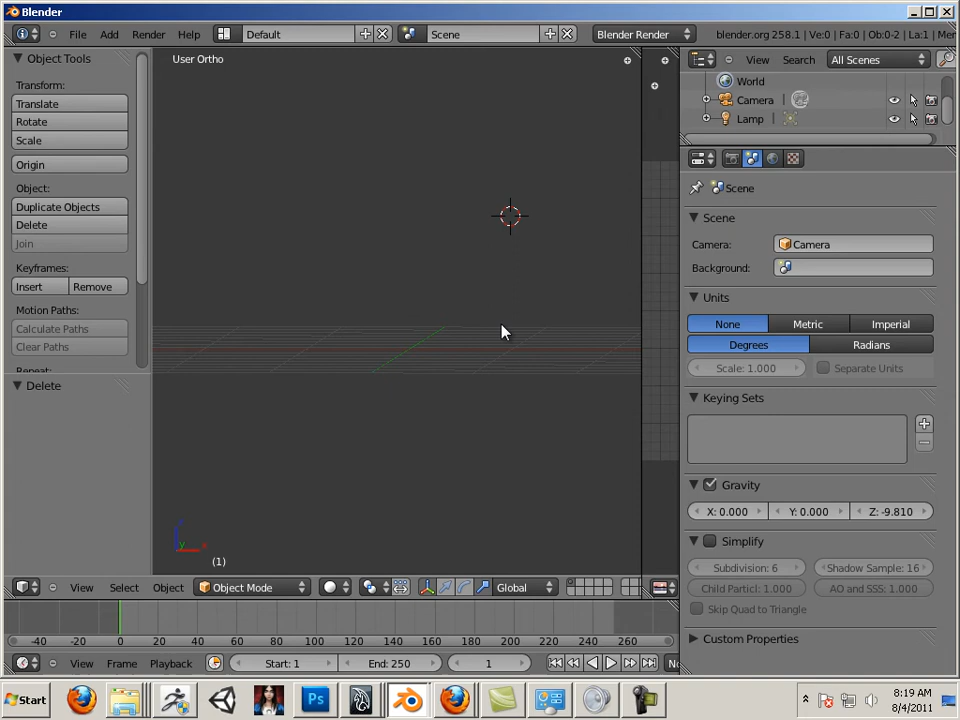 Blender
File Add Render Help Default Scene Blender Render blender.org 258.1 | Ve:0 | Fa:0 | Ob:0-2 | La:1 | Mer
Object Tools
Transform:
Translate
Rotate
Scale
Origin
Object:
Duplicate Objects
Delete
Join
Keyframes:
Insert Remove
Motion Paths:
Calculate Paths
Clear Paths
Repeat:
Delete
User Ortho
(1)
View Select Object Object Mode Global
View Search All Scenes
World
Camera
Lamp
Scene
Scene
Camera: Camera
Background:
Units
None Metric Imperial
Degrees Radians
Scale: 1.000 Separate Units
Keying Sets
Gravity
X: 0.000 Y: 0.000 Z: -9.810
Simplify
Subdivision: 6 Shadow Sample: 16
Child Particl: 1.000 AO and SSS: 1.000
Skip Quad to Triangle
Custom Properties
-40 -20 0 20 40 60 80 100 120 140 160 180 200 220 240 260
View Frame Playback Start: 1 End: 250 1 No
Start Ps 8:19 AM
8/4/2011